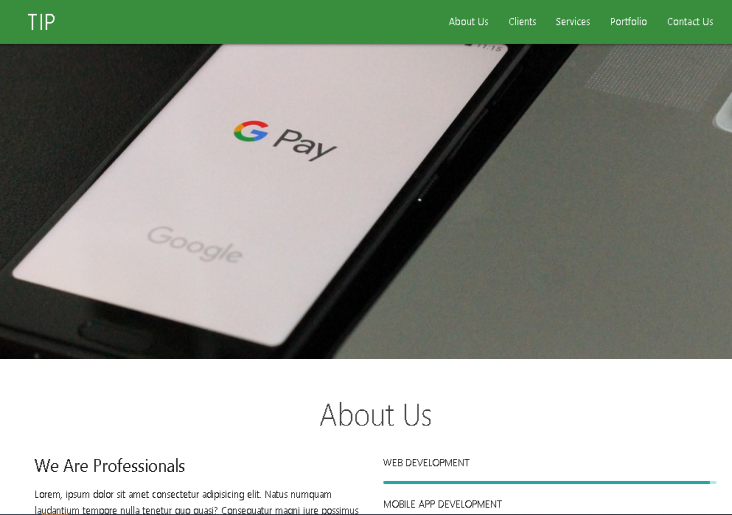 TIP
About Us Clients Services Portfolio Contact Us
11:15
G Pay
Google
About Us
We Are Professionals
WEB DEVELOPMENT
Lorem, ipsum dolor sit amet consectetur adipisicing elit. Natus numquam
MOBILE APP DEVELOPMENT
laudantium tempore nulla tenetur quo quasi? Consequatur magni iure possimus